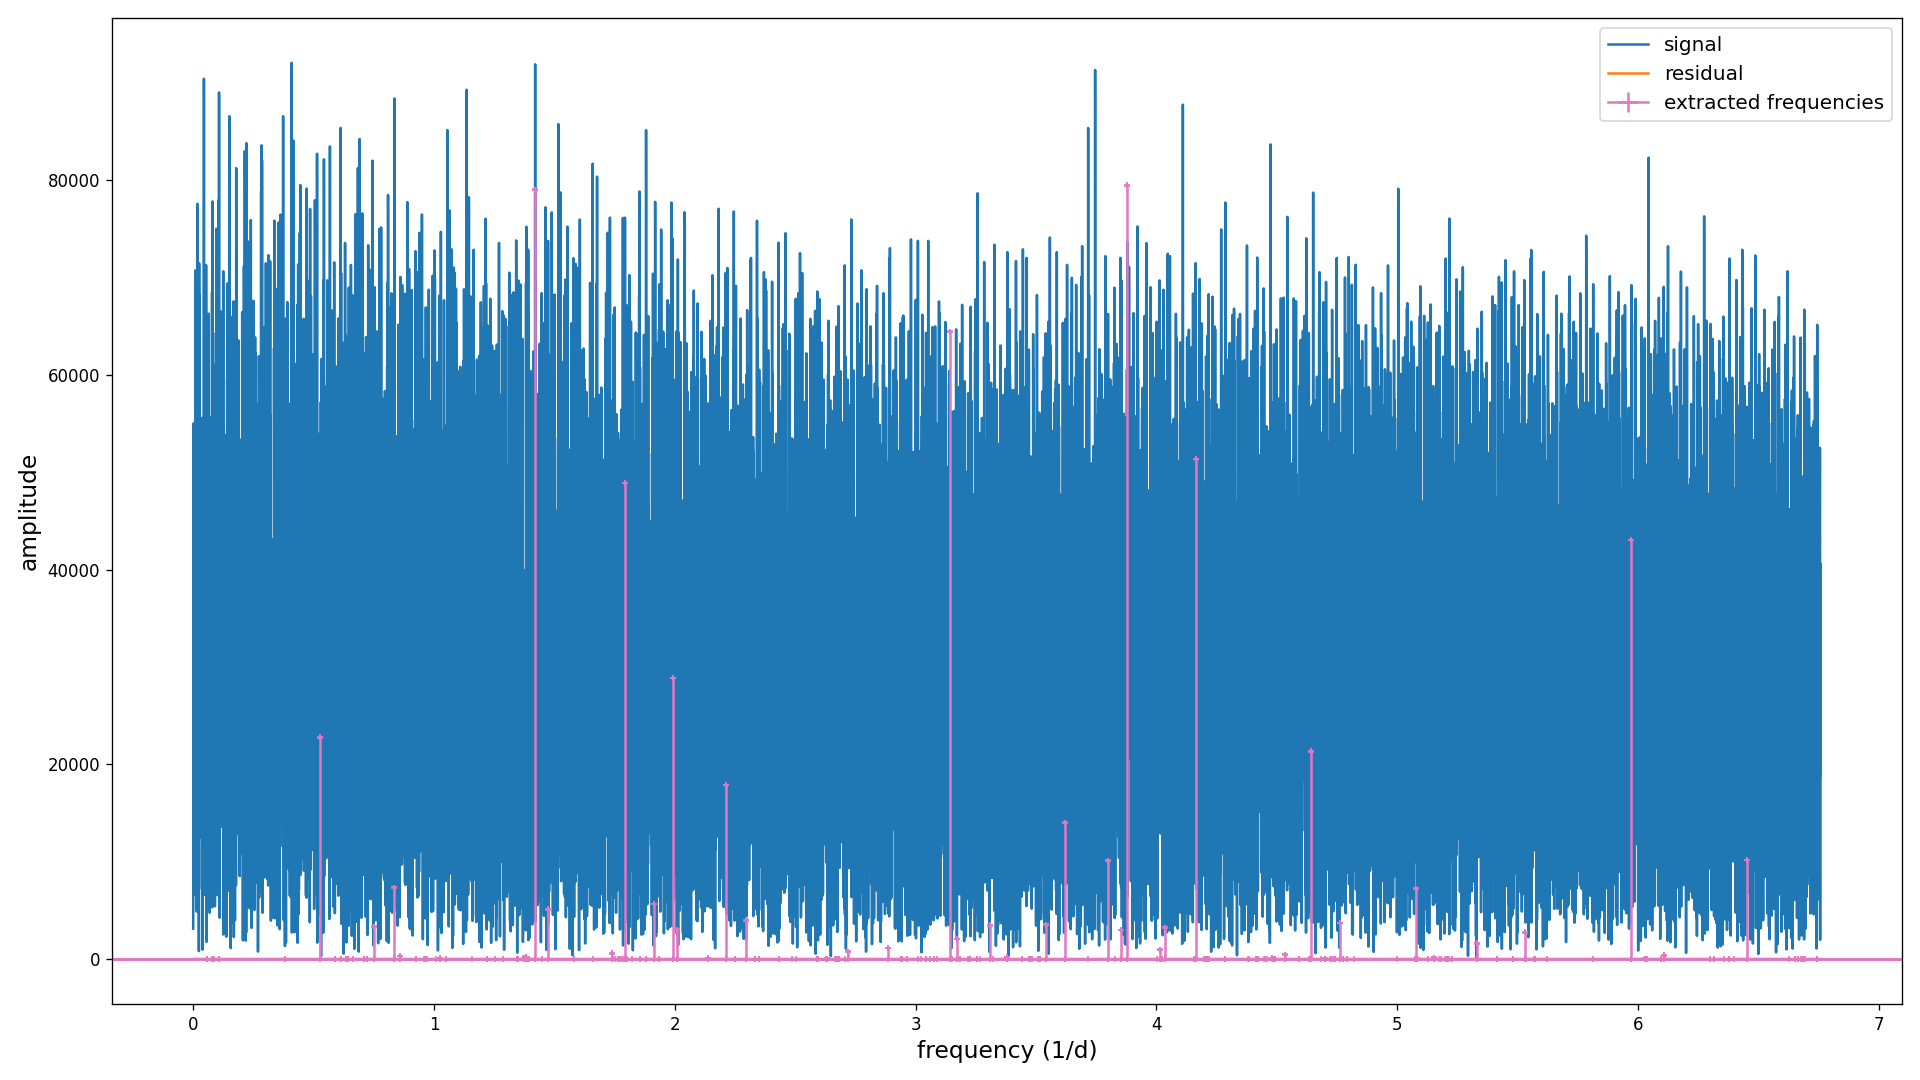 signal
residual
extracted frequencies
amplitude
80000
60000
40000
20000
0
0 1 2 3 4 5 6 7
frequency (1/d)